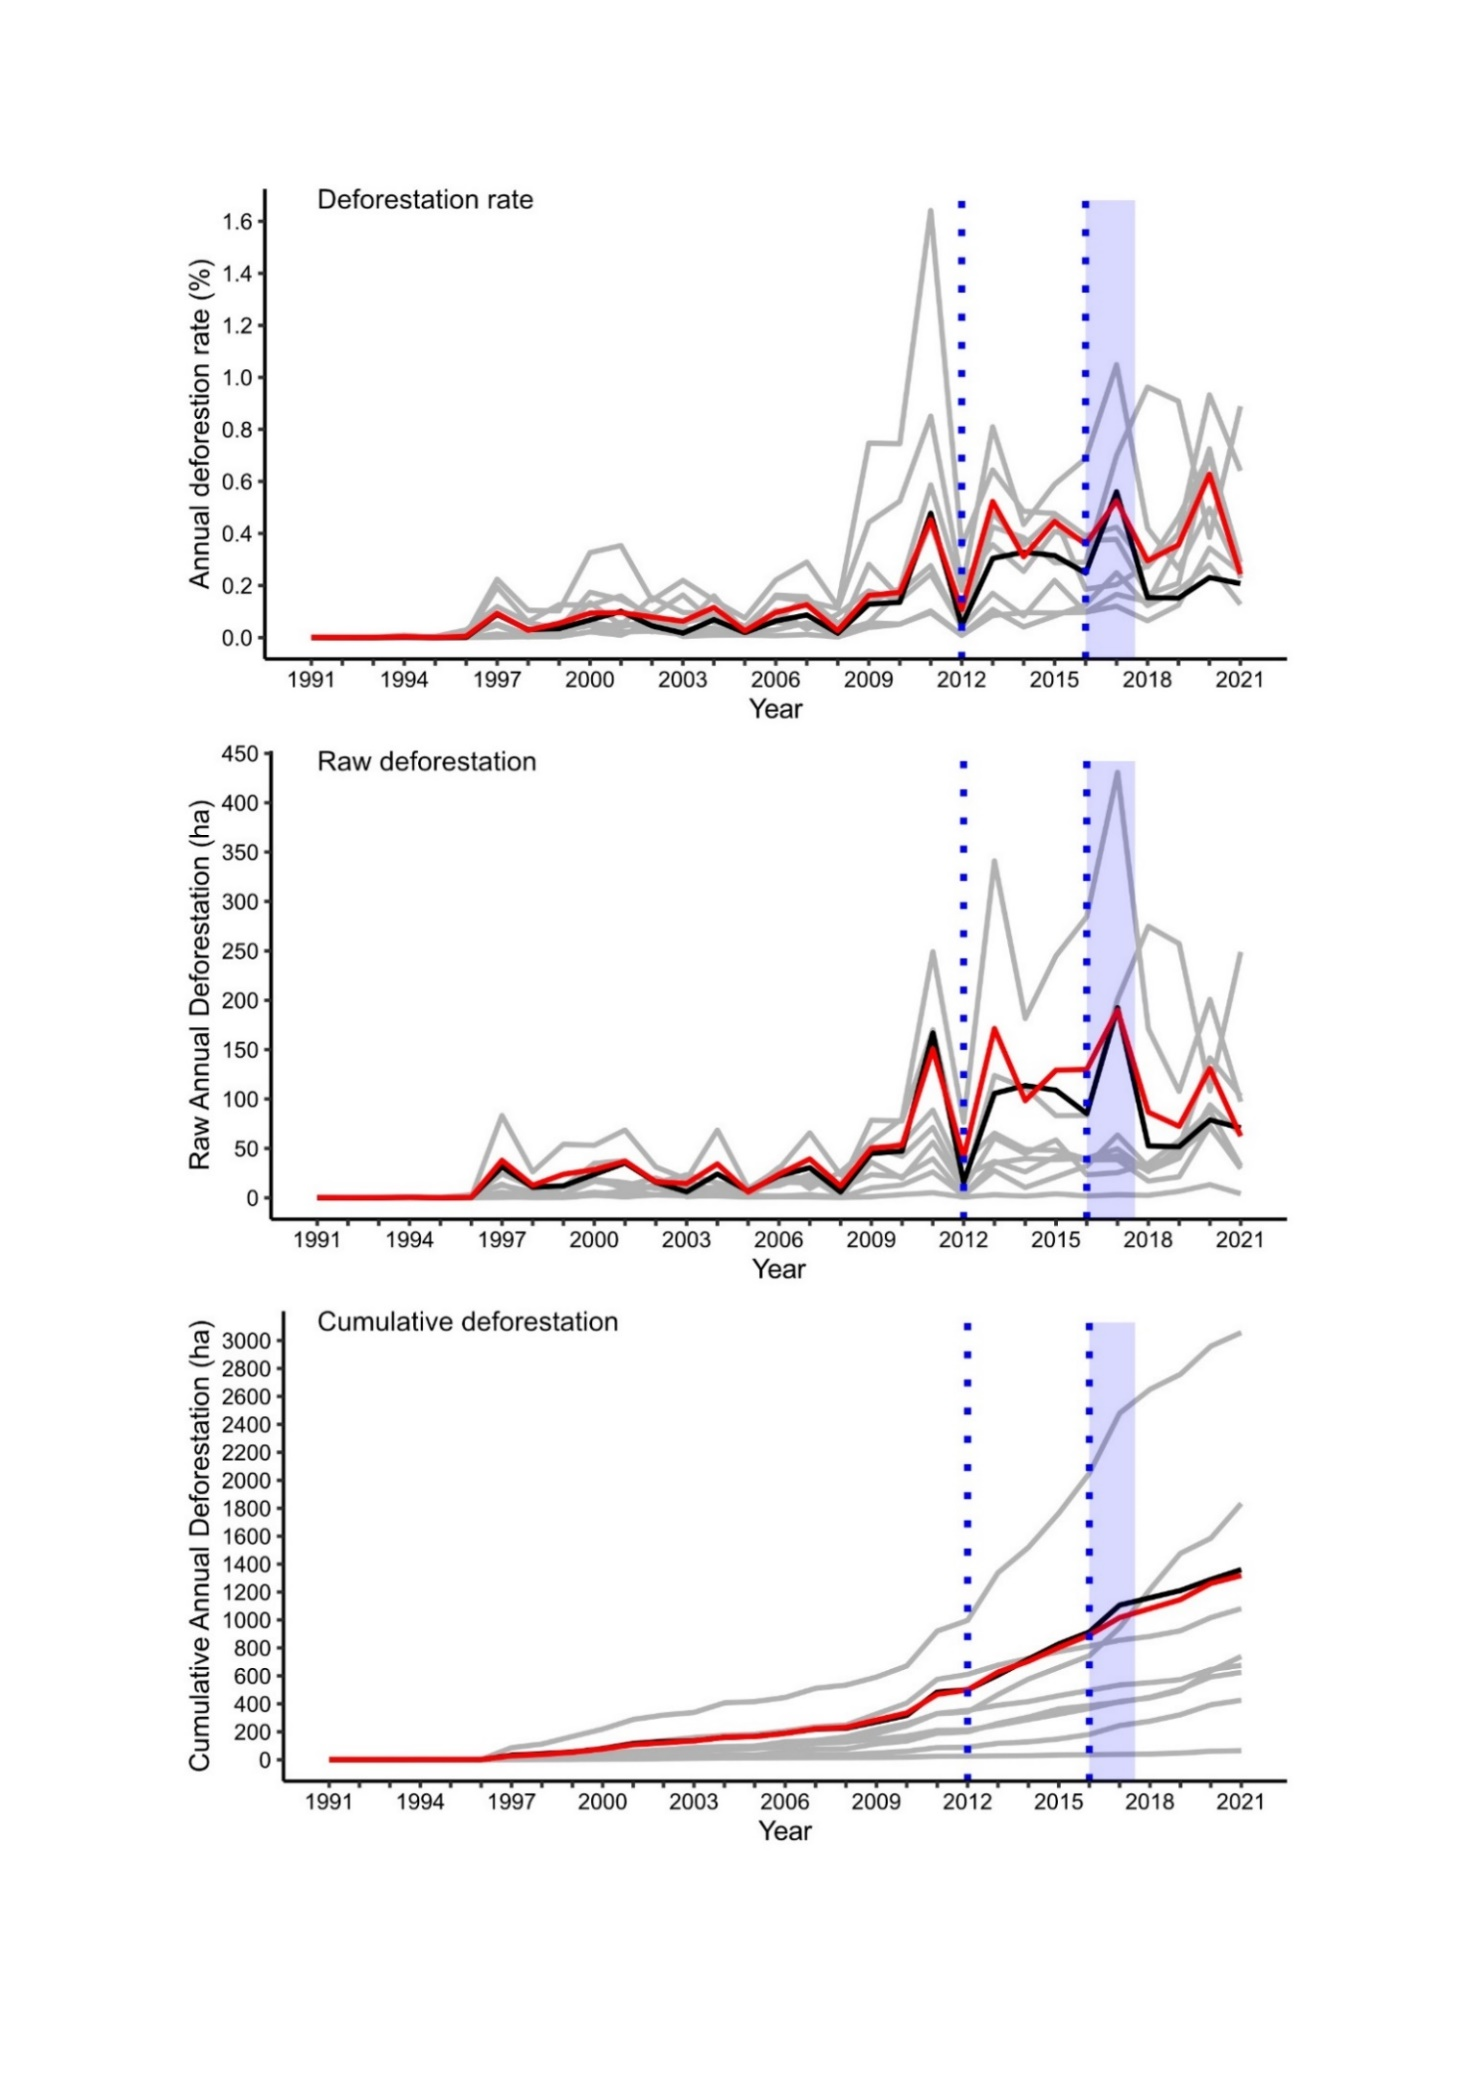 Deforestation rate
Annual deforestion rate (%)
1.6
1.4
1.2
1.0
0.8
0.6
0.4
0.2
0.0
1991 1994 1997 2000 2003 2006 2009 2012 2015 2018 2021
Year
Raw deforestation
Raw Annual Deforestation (ha)
450
400
350
300
250
200
150
100
50
0
1991 1994 1997 2000 2003 2006 2009 2012 2015 2018 2021
Year
Cumulative deforestation
Cumulative Annual Deforestation (ha)
3000
2800
2600
2400
2200
2000
1800
1600
1400
1200
1000
800
600
400
200
0
1991 1994 1997 2000 2003 2006 2009 2012 2015 2018 2021
Year